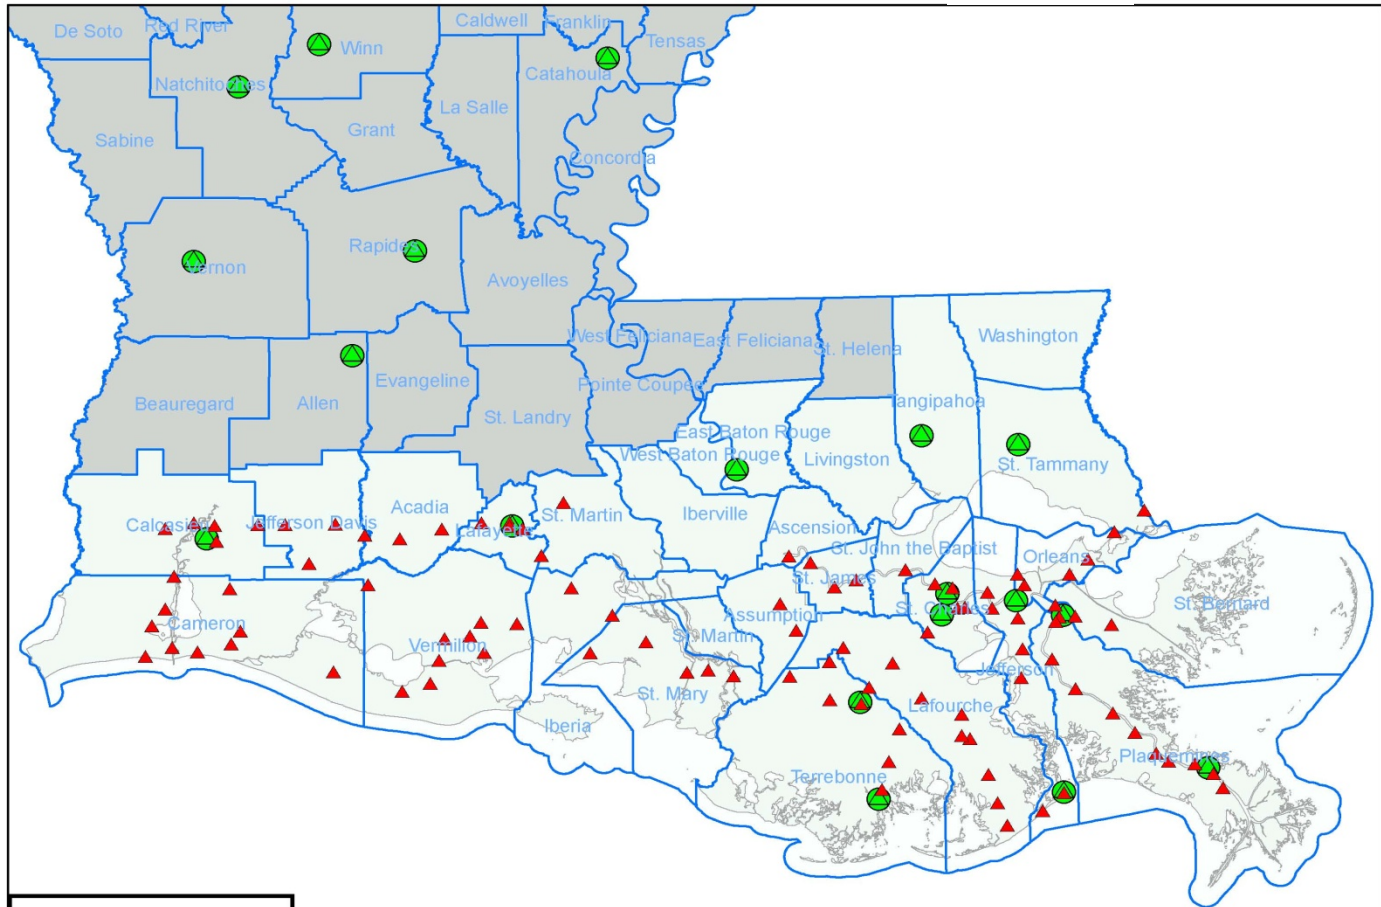 De Soto
Red River
Winn
Caldwell
Franklin
Tensas
Natchitoches
Catahoula
Sabine
Grant
La Salle
Concordia
Vernon
Rapides
Avoyelles
West Feliciana
East Feliciana
St. Helena
Washington
Beauregard
Allen
Evangeline
St. Landry
Pointe Coupee
Tangipahoa
East Baton Rouge
West Baton Rouge
Livingston
St. Tammany
Calcasieu
Jefferson Davis
Acadia
Lafayette
St. Martin
Iberville
Ascension
St. John the Baptist
Orleans
St. James
Cameron
Vermilion
St. Martin
Assumption
St. Charles
St. Bernard
St. Mary
Iberia
Jefferson
Lafourche
Terrebonne
Plaquemines